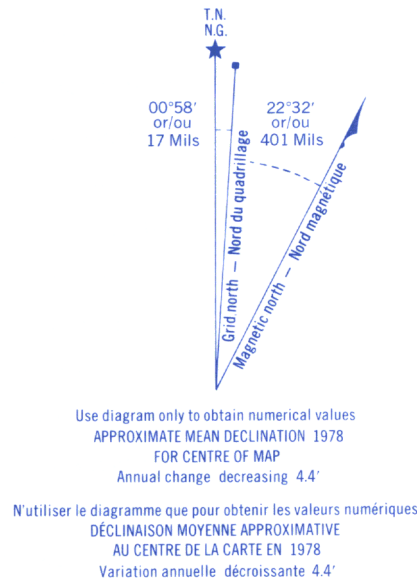 T.N.
N.G.
00°58′
or/ou
17 Mils
22°32′
or/ou
401 Mils
Grid north — Nord du quadrillage
Magnetic north — Nord magnétique
Use diagram only to obtain numerical values
APPROXIMATE MEAN DECLINATION 1978
FOR CENTRE OF MAP
Annual change decreasing 4.4′
N'utiliser le diagramme que pour obtenir les valeurs numériques
DÉCLINAISON MOYENNE APPROXIMATIVE
AU CENTRE DE LA CARTE EN 1978
Variation annuelle décroissante 4.4′